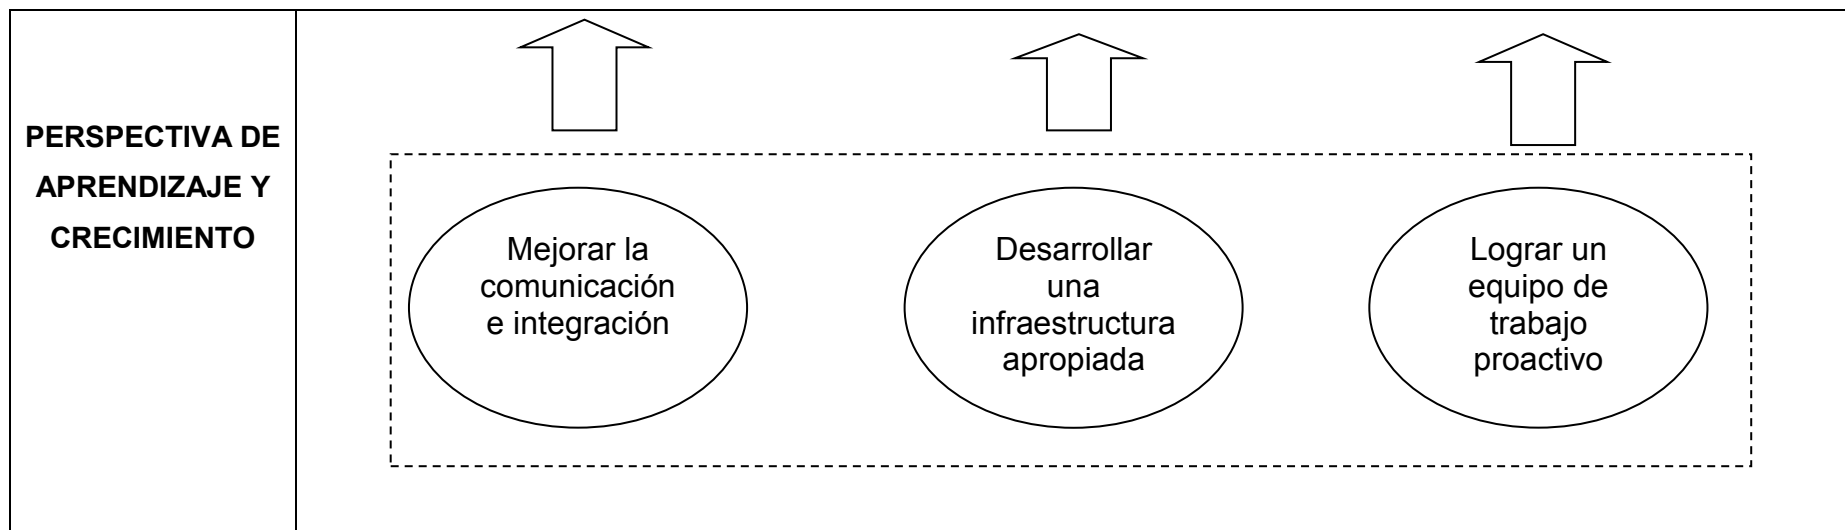 PERSPECTIVA DE
APRENDIZAJE Y
CRECIMIENTO
Mejorar la
comunicación
e integración
Desarrollar
una
infraestructura
apropiada
Lograr un
equipo de
trabajo
proactivo